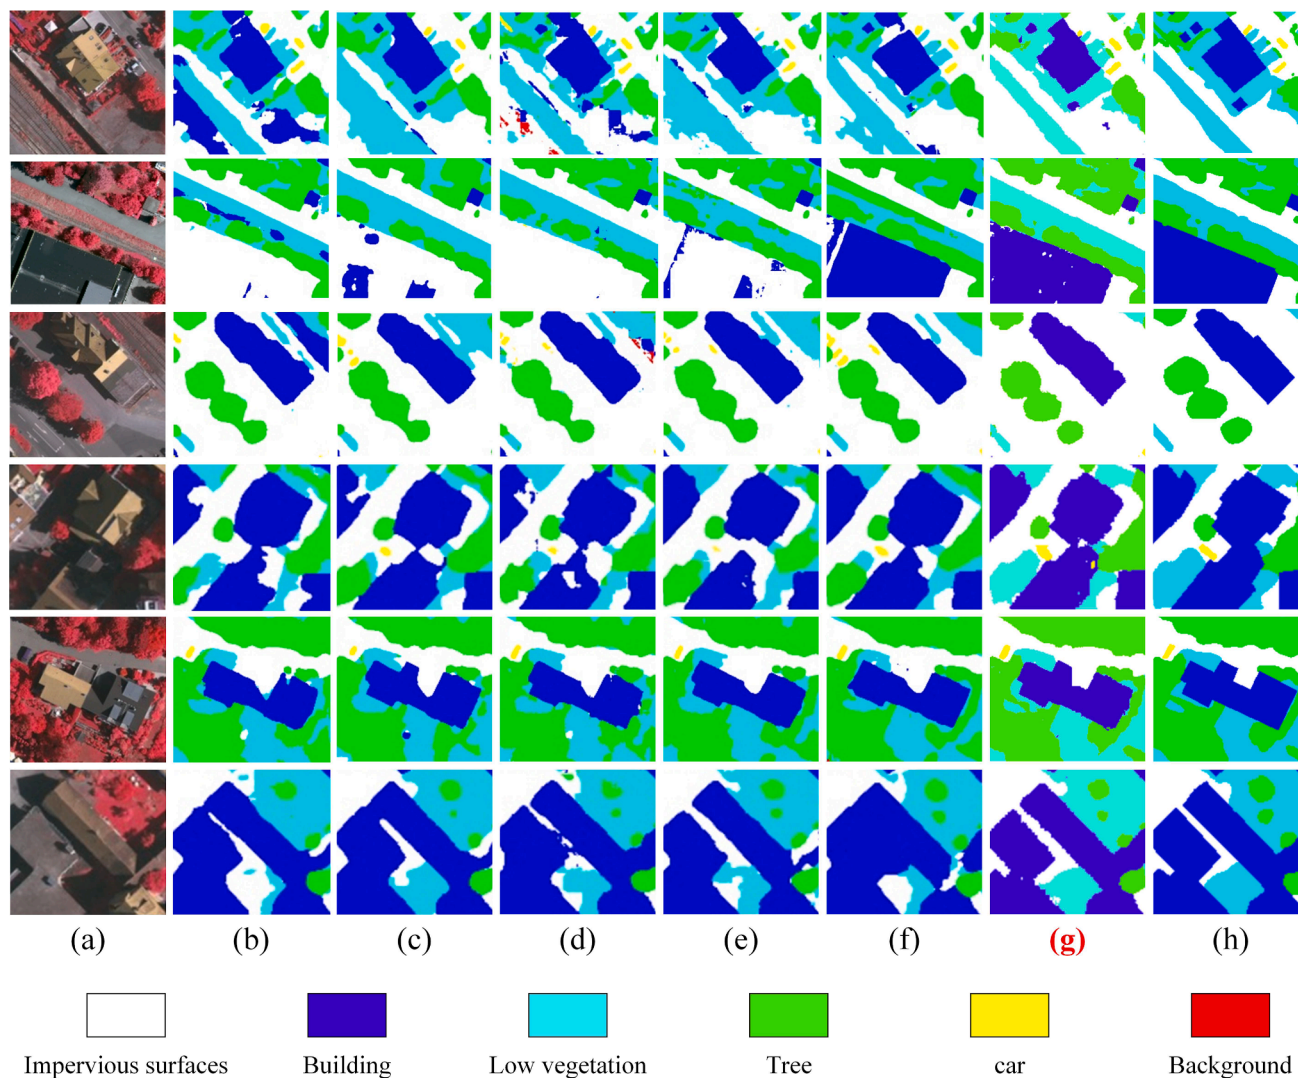 (a) (b) (c) (d) (e) (f) (g) (h)
Impervious surfaces Building Low vegetation Tree car Background